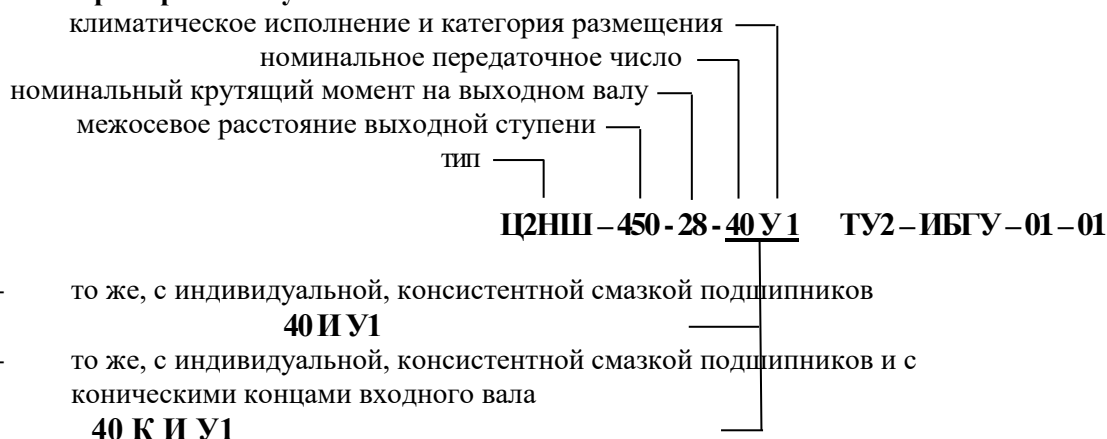 климатическое исполнение и категория размещения
номинальное передаточное число
номинальный крутящий момент на выходном валу
межосевое расстояние выходной ступени
тип
Ц2НШ – 450 - 28 - 40 У 1 ТУ2 – ИБГУ – 01 – 01
- то же, с индивидуальной, консистентной смазкой подшипников
40 И У1
- то же, с индивидуальной, консистентной смазкой подшипников и с
коническими концами входного вала
40 К И У1